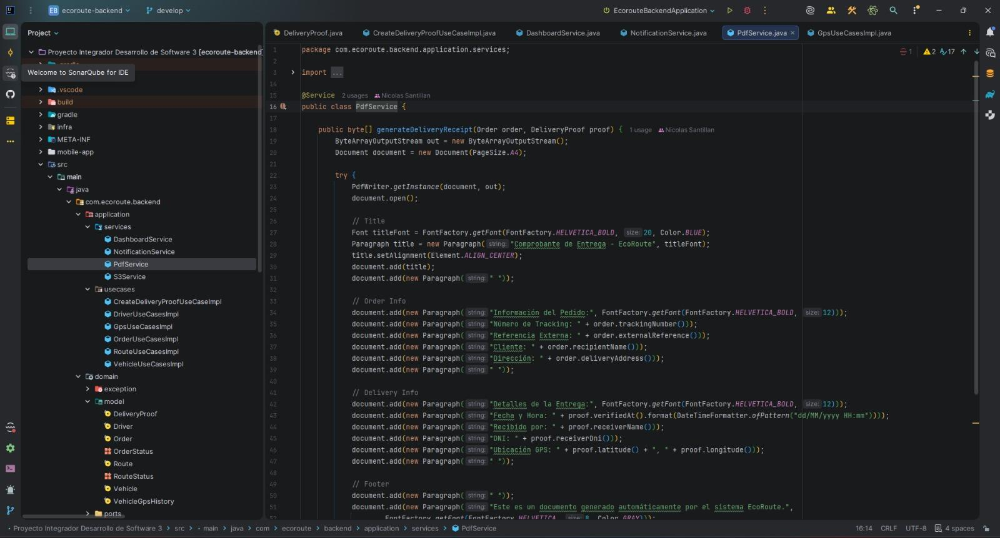 EB ecoroute-backend develop EcorouteBackendApplication
Project
Proyecto Integrador Desarrollo de Software 3 [ecoroute-backend]
.gradle
Welcome to SonarQube for IDE
.vscode
build
gradle
infra
META-INF
mobile-app
src
main
java
com.ecoroute.backend
application
services
DashboardService
NotificationService
PdfService
S3Service
usecases
CreateDeliveryProofUseCaseImpl
DriverUseCasesImpl
GpsUseCasesImpl
OrderUseCasesImpl
RouteUseCasesImpl
VehicleUseCasesImpl
domain
exception
model
DeliveryProof
Driver
Order
OrderStatus
Route
RouteStatus
Vehicle
VehicleGpsHistory
ports
DeliveryProof.java CreateDeliveryProofUseCaseImpl.java DashboardService.java NotificationService.java PdfService.java GpsUseCasesImpl.java
1 2 17
1 package com.ecoroute.backend.application.services;
2
3 import ...
14
15 @Service 2 usages Nicolas Santillan
16 public class PdfService {
17
18 public byte[] generateDeliveryReceipt(Order order, DeliveryProof proof) { 1 usage Nicolas Santillan
19 ByteArrayOutputStream out = new ByteArrayOutputStream();
20 Document document = new Document(PageSize.A4);
21
22 try {
23 PdfWriter.getInstance(document, out);
24 document.open();
25
26 // Title
27 Font titleFont = FontFactory.getFont(FontFactory.HELVETICA_BOLD, size: 20, Color.BLUE);
28 Paragraph title = new Paragraph( string: "Comprobante de Entrega - EcoRoute", titleFont);
29 title.setAlignment(Element.ALIGN_CENTER);
30 document.add(title);
31 document.add(new Paragraph( string: " "));
32
33 // Order Info
34 document.add(new Paragraph( string: "Información del Pedido:", FontFactory.getFont(FontFactory.HELVETICA_BOLD, size: 12)));
35 document.add(new Paragraph( string: "Número de Tracking: " + order.trackingNumber()));
36 document.add(new Paragraph( string: "Referencia Externa: " + order.externalReference()));
37 document.add(new Paragraph( string: "Cliente: " + order.recipientName()));
38 document.add(new Paragraph( string: "Dirección: " + order.deliveryAddress()));
39 document.add(new Paragraph( string: " "));
40
41 // Delivery Info
42 document.add(new Paragraph( string: "Detalles de la Entrega:", FontFactory.getFont(FontFactory.HELVETICA_BOLD, size: 12)));
43 document.add(new Paragraph( string: "Fecha y Hora: " + proof.verifiedAt().format(DateTimeFormatter.ofPattern("dd/MM/yyyy HH:mm"))));
44 document.add(new Paragraph( string: "Recibido por: " + proof.receiverName()));
45 document.add(new Paragraph( string: "DNI: " + proof.receiverDni()));
46 document.add(new Paragraph( string: "Ubicación GPS: " + proof.latitude() + ", " + proof.longitude()));
47 document.add(new Paragraph( string: " "));
48
49 // Footer
50 document.add(new Paragraph( string: " "));
51 document.add(new Paragraph( string: "Este es un documento generado automáticamente por el sistema EcoRoute.",
52 FontFactory.getFont(FontFactory.HELVETICA, size: 8, Color.GRAY)));
Proyecto Integrador Desarrollo de Software 3 > src > main > java > com > ecoroute > backend > application > services > PdfService 16:14 CRLF UTF-8 4 spaces